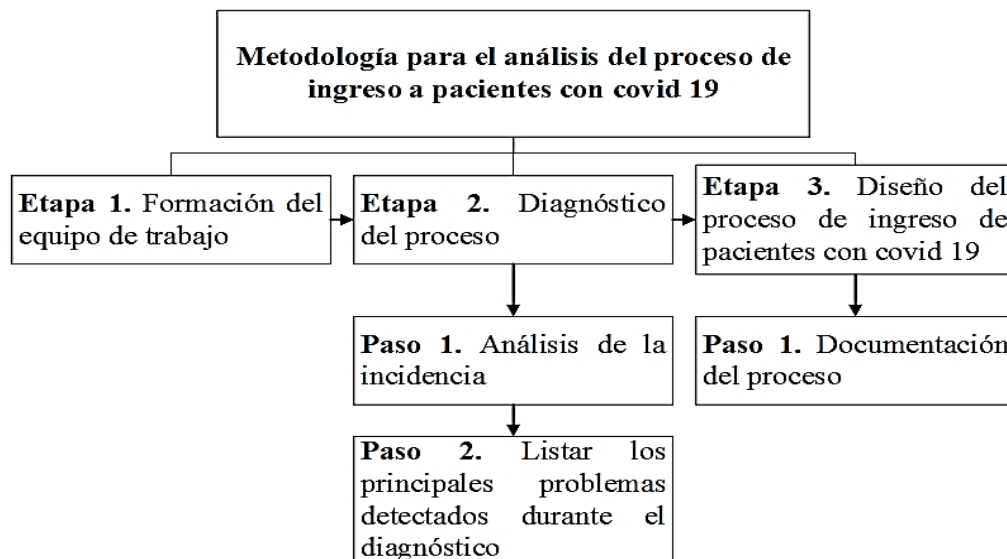 Metodología para el análisis del proceso de
ingreso a pacientes con covid 19
Etapa 1. Formación del
equipo de trabajo
Etapa 2. Diagnóstico
del proceso
Etapa 3. Diseño del
proceso de ingreso de
pacientes con covid 19
Paso 1. Análisis de la
incidencia
Paso 1. Documentación
del proceso
Paso 2. Listar los
principales problemas
detectados durante el
diagnóstico